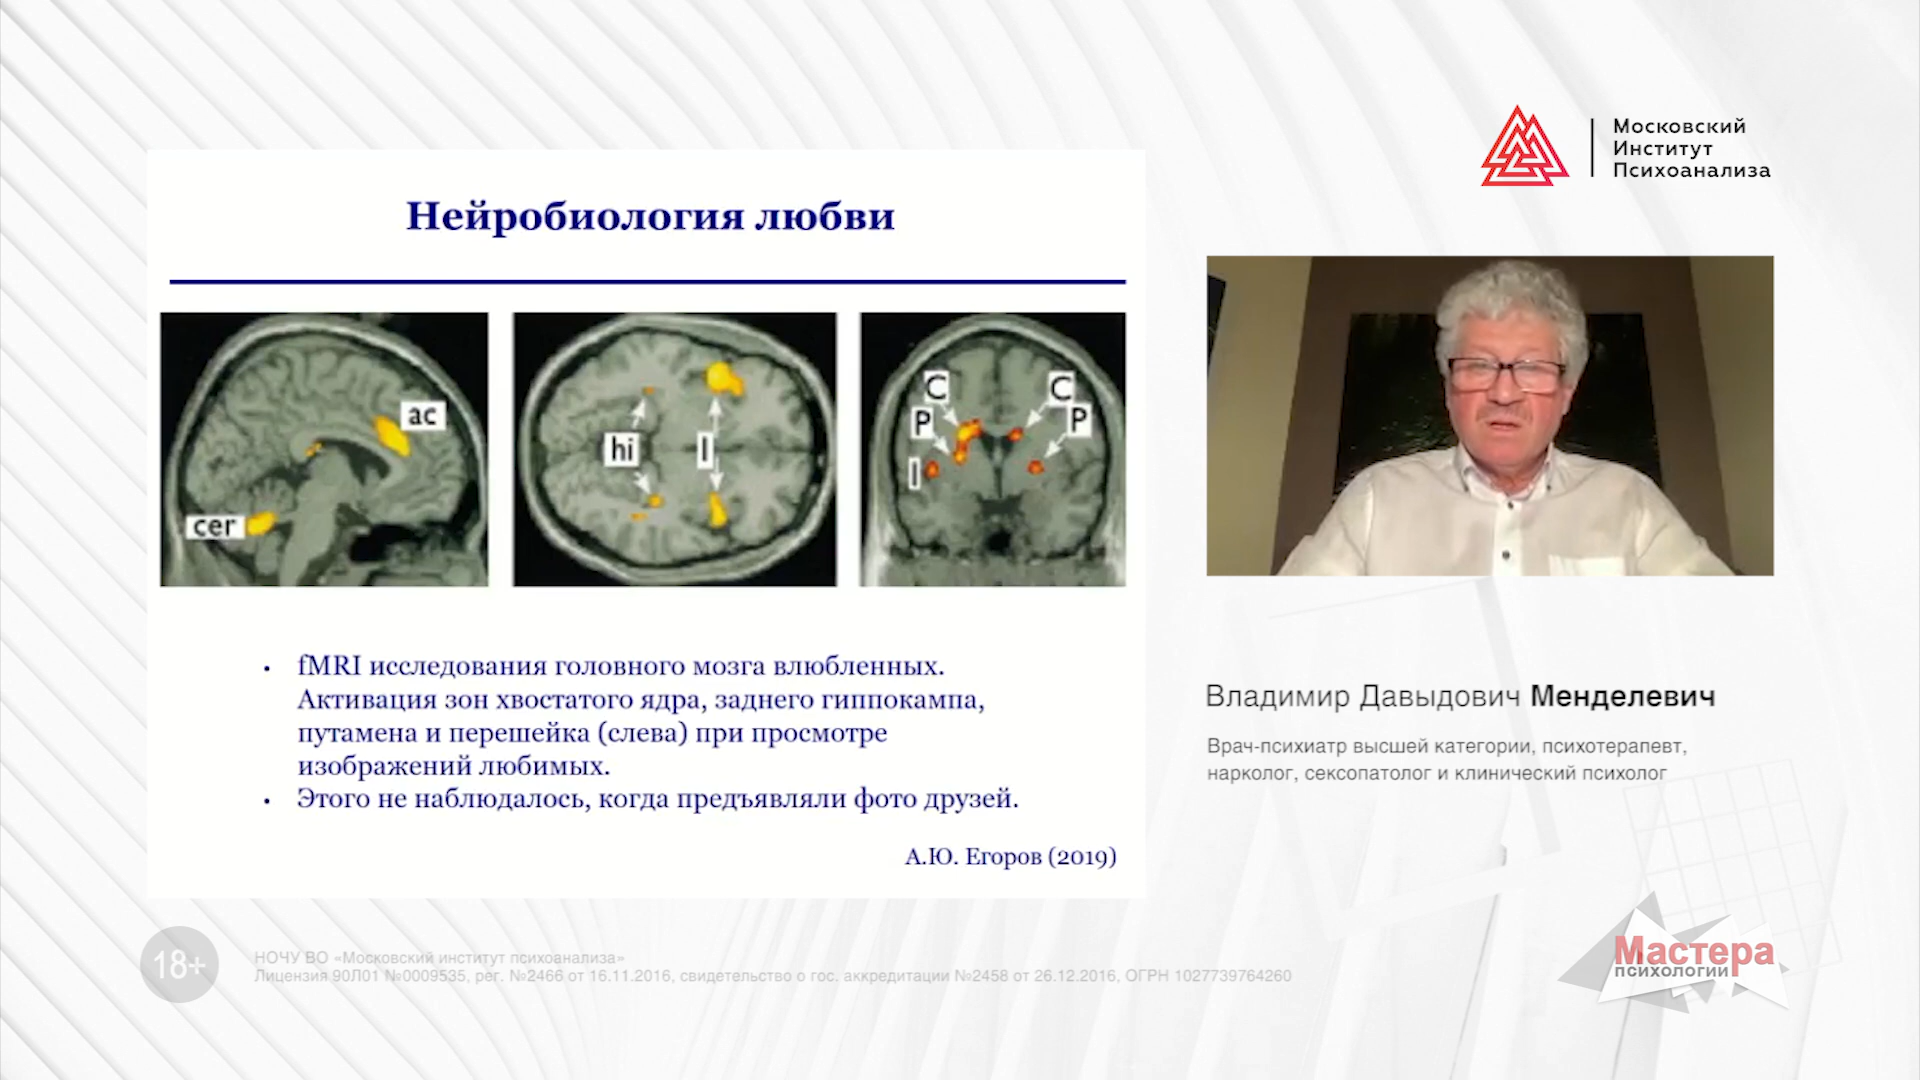 Московский
Институт
Психоанализа
Нейробиология любви
ac
cer
hi
I
C
C
P
P
I
• fMRI исследования головного мозга влюбленных.
Активация зон хвостатого ядра, заднего гиппокампа,
путамена и перешейка (слева) при просмотре
изображений любимых.
• Этого не наблюдалось, когда предъявляли фото друзей.
А.Ю. Егоров (2019)
Владимир Давыдович Менделевич
Врач-психиатр высшей категории, психотерапевт,
нарколог, сексопатолог и клинический психолог
18+
НОЧУ ВО «Московский институт психоанализа»
Лицензия 90Л01 №0009535, рег. №2466 от 16.11.2016, свидетельство о гос. аккредитации №2458 от 26.12.2016, ОГРН 1027739764260
Мастера
психологии